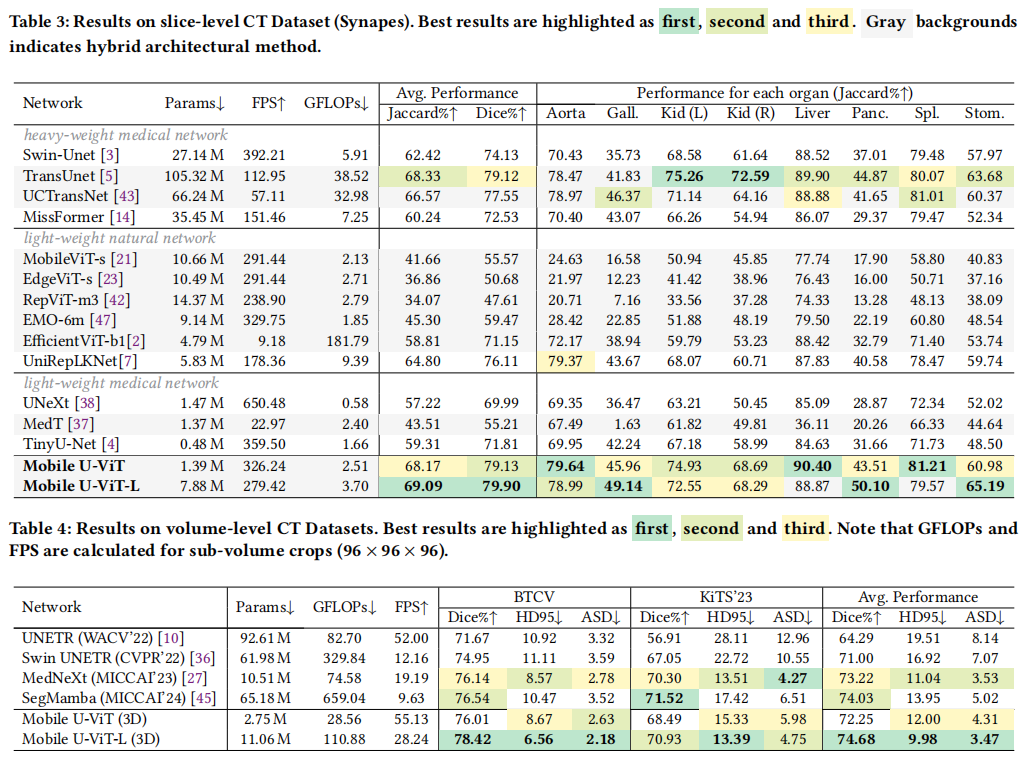 Table 3: Results on slice-level CT Dataset (Synapes). Best results are highlighted as first, second and third. Gray backgrounds
indicates hybrid architectural method.
Network Params↓ FPS↑ GFLOPs↓ Avg. Performance Performance for each organ (Jaccard%↑)
Jaccard%↑ Dice%↑ Aorta Gall. Kid (L) Kid (R) Liver Panc. Spl. Stom.
heavy-weight medical network
Swin-Unet [3] 27.14 M 392.21 5.91 62.42 74.13 70.43 35.73 68.58 61.64 88.52 37.01 79.48 57.97
TransUnet [5] 105.32 M 112.95 38.52 68.33 79.12 78.47 41.83 75.26 72.59 89.90 44.87 80.07 63.68
UCTransNet [43] 66.24 M 57.11 32.98 66.57 77.55 78.97 46.37 71.14 64.16 88.88 41.65 81.01 60.37
MissFormer [14] 35.45 M 151.46 7.25 60.24 72.53 70.40 43.07 66.26 54.94 86.07 29.37 79.47 52.34
light-weight natural network
MobileViT-s [21] 10.66 M 291.44 2.13 41.66 55.57 24.63 16.58 50.94 45.85 77.74 17.90 58.80 40.83
EdgeViT-s [23] 10.49 M 291.44 2.71 36.86 50.68 21.97 12.23 41.42 38.96 76.43 16.00 50.71 37.16
RepViT-m3 [42] 14.37 M 238.90 2.79 34.07 47.61 20.71 7.16 33.56 37.28 74.33 13.28 48.13 38.09
EMO-6m [47] 9.14 M 329.75 1.85 45.30 59.47 28.42 22.85 51.88 48.19 79.50 22.19 60.80 48.54
EfficientViT-b1[2] 4.79 M 9.18 181.79 58.81 71.15 72.17 38.94 59.79 53.23 88.42 32.79 71.40 53.74
UniRepLKNet[7] 5.83 M 178.36 9.39 64.80 76.11 79.37 43.67 68.07 60.71 87.83 40.58 78.47 59.74
light-weight medical network
UNeXt [38] 1.47 M 650.48 0.58 57.22 69.99 69.35 36.47 63.21 50.45 85.09 28.87 72.34 52.02
MedT [37] 1.37 M 22.97 2.40 43.51 55.21 67.49 1.63 61.82 49.81 36.11 20.26 66.33 44.64
TinyU-Net [4] 0.48 M 359.50 1.66 59.31 71.81 69.95 42.24 67.18 58.99 84.63 31.66 71.73 48.50
Mobile U-ViT 1.39 M 326.24 2.51 68.17 79.13 79.64 45.96 74.93 68.69 90.40 43.51 81.21 60.98
Mobile U-ViT-L 7.88 M 279.42 3.70 69.09 79.90 78.99 49.14 72.55 68.29 88.87 50.10 79.57 65.19
Table 4: Results on volume-level CT Datasets. Best results are highlighted as first, second and third. Note that GFLOPs and
FPS are calculated for sub-volume crops (96 × 96 × 96).
Network Params↓ GFLOPs↓ FPS↑ BTCV KiTS'23 Avg. Performance
Dice%↑ HD95↓ ASD↓ Dice%↑ HD95↓ ASD↓ Dice%↑ HD95↓ ASD↓
UNETR (WACV'22) [10] 92.61 M 82.70 52.00 71.67 10.92 3.32 56.91 28.11 12.96 64.29 19.51 8.14
Swin UNETR (CVPR'22) [36] 61.98 M 329.84 12.16 74.95 11.11 3.59 67.05 22.72 10.55 71.00 16.92 7.07
MedNeXt (MICCAI'23) [27] 10.51 M 74.58 19.19 76.14 8.57 2.78 70.30 13.51 4.27 73.22 11.04 3.53
SegMamba (MICCAI'24) [45] 65.18 M 659.04 9.63 76.54 10.47 3.52 71.52 17.42 6.51 74.03 13.95 5.02
Mobile U-ViT (3D) 2.75 M 28.56 55.13 76.01 8.67 2.63 68.49 15.33 5.98 72.25 12.00 4.31
Mobile U-ViT-L (3D) 11.06 M 110.88 28.24 78.42 6.56 2.18 70.93 13.39 4.75 74.68 9.98 3.47